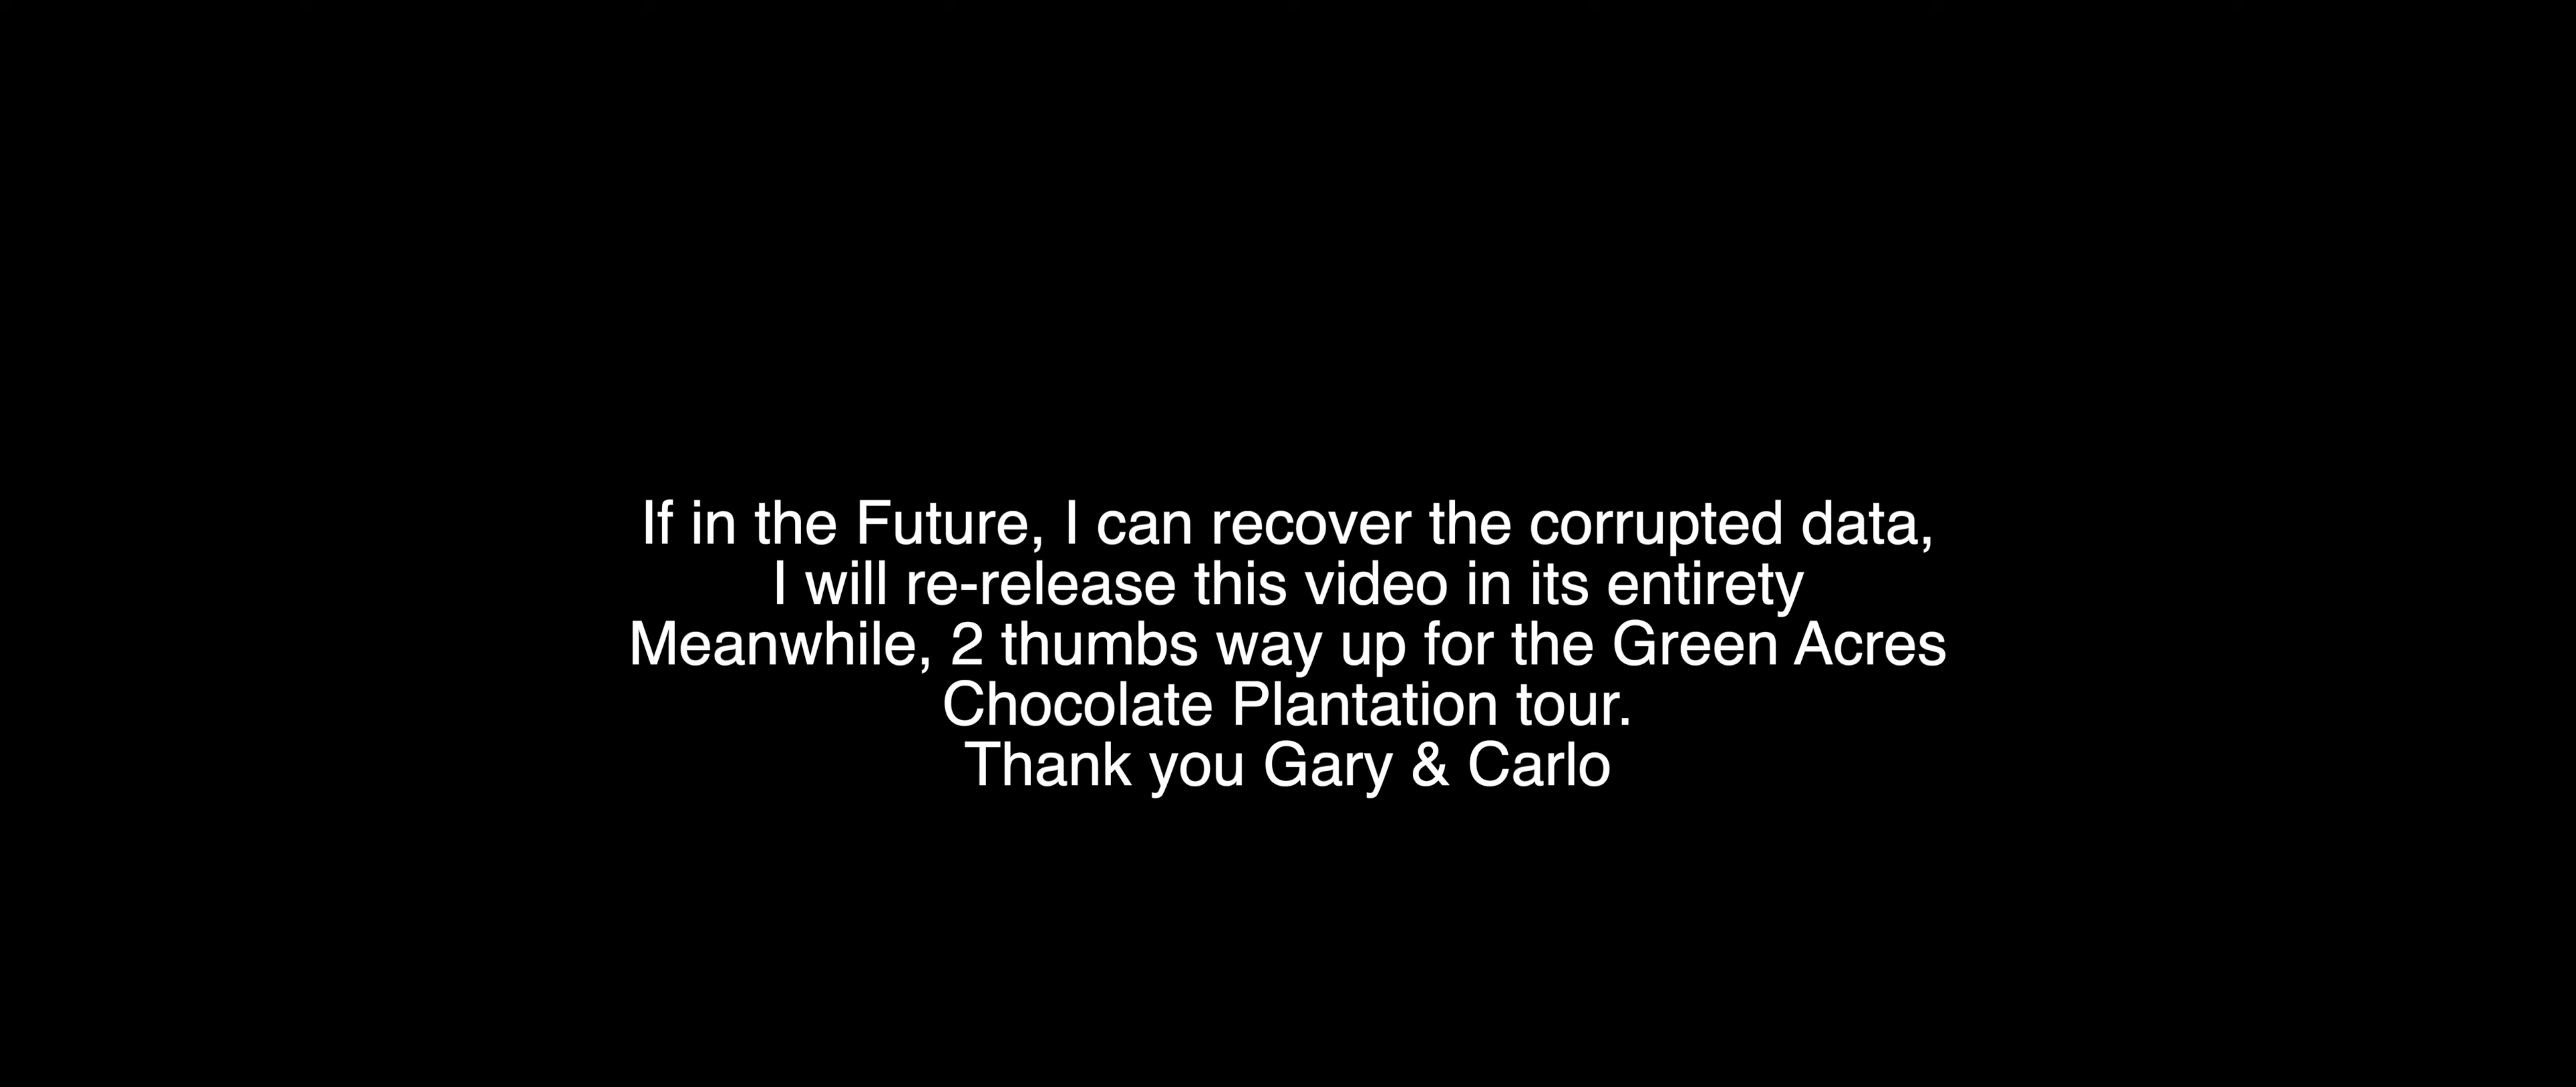 If in the Future, I can recover the corrupted data,
I will re-release this video in its entirety
Meanwhile, 2 thumbs way up for the Green Acres
Chocolate Plantation tour.
Thank you Gary & Carlo